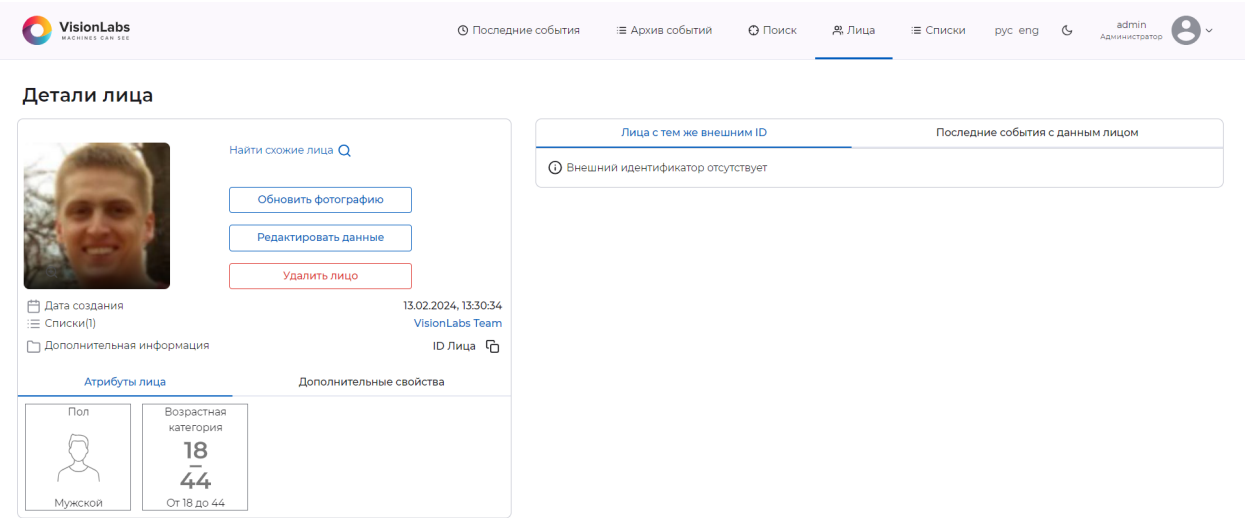 VisionLabs
MACHINES CAN SEE
Последние события
Архив событий
Поиск
Лица
Списки
рус eng
admin
Администратор
Детали лица
Найти схожие лица
Обновить фотографию
Редактировать данные
Удалить лицо
Дата создания 13.02.2024, 13:30:34
Списки(1) VisionLabs Team
Дополнительная информация ID Лица
Атрибуты лица Дополнительные свойства
Пол
Мужской
Возрастная
категория
18
44
От 18 до 44
Лица с тем же внешним ID Последние события с данным лицом
Внешний идентификатор отсутствует